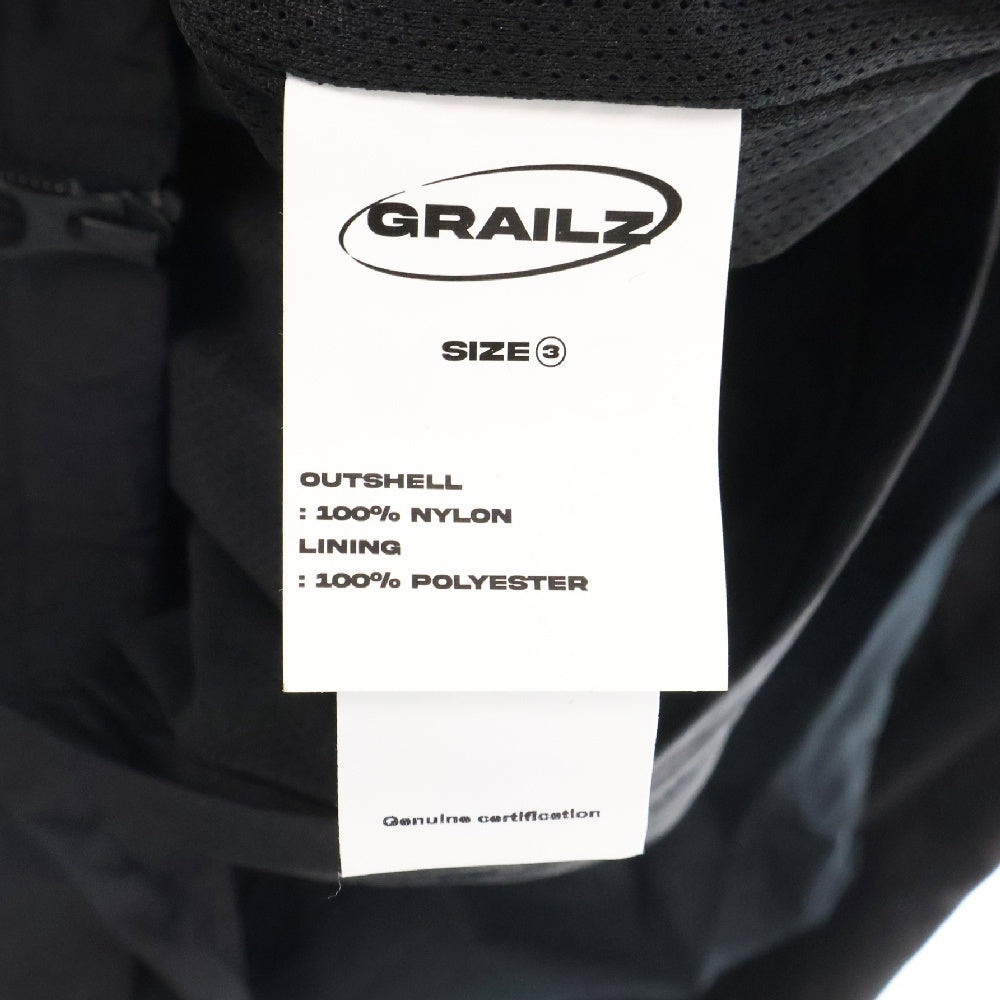 GRAILZ
SIZE 3
OUTSHELL
: 100% NYLON
LINING
: 100% POLYESTER
Genuine certification